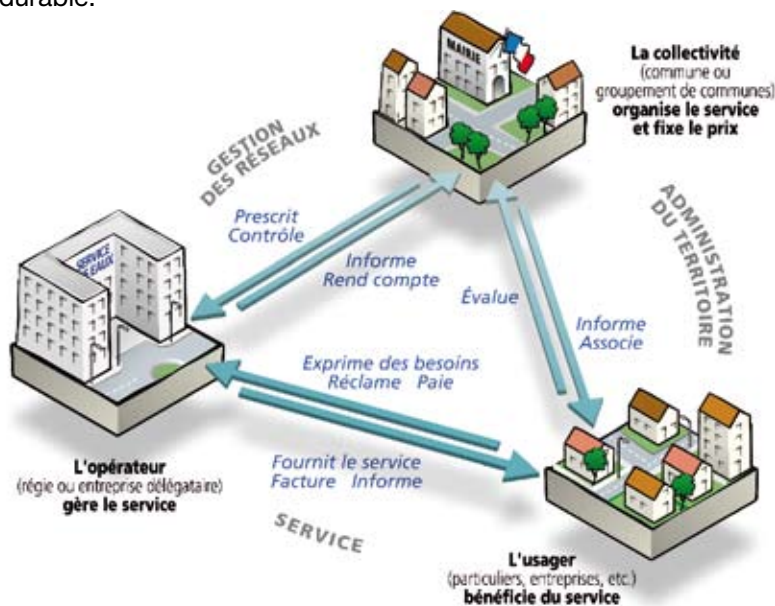 durable.
MAIRIE
La collectivité
(commune ou
groupement de communes)
organise le service
et fixe le prix
GESTION
DES RÉSEAUX
Prescrit
Contrôle
Informe
Rend compte
ADMINISTRATION
DU TERRITOIRE
Évalue
Informe
Associe
SERVICE
EAUX
Exprime des besoins
Réclame Paie
Fournit le service
Facture Informe
L'opérateur
(régie ou entreprise délégataire)
gère le service
SERVICE
L'usager
(particuliers, entreprises, etc.)
bénéficie du service